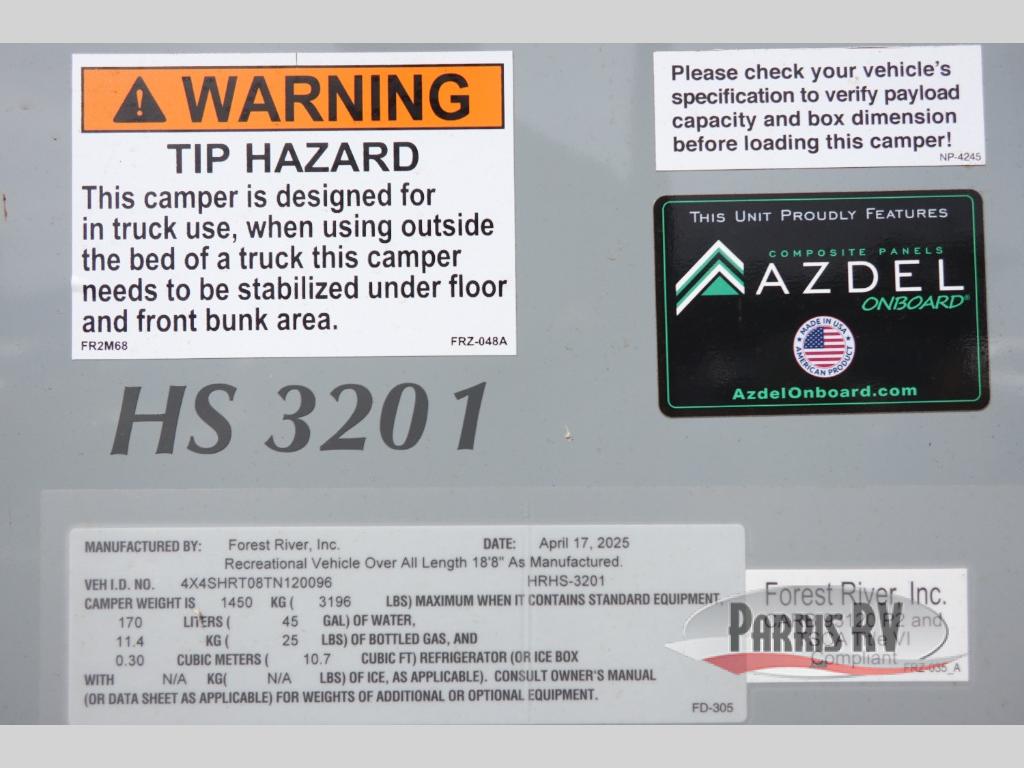 WARNING
TIP HAZARD
This camper is designed for
in truck use, when using outside
the bed of a truck this camper
needs to be stabilized under floor
and front bunk area.
FR2M68 FRZ-048A
Please check your vehicle's
specification to verify payload
capacity and box dimension
before loading this camper!
NP-4245
THIS UNIT PROUDLY FEATURES
COMPOSITE PANELS
AZDEL
ONBOARD®
MADE IN USA
AMERICAN PRODUCT
AzdelOnboard.com
HS 3201
MANUFACTURED BY: Forest River, Inc. DATE: April 17, 2025
Recreational Vehicle Over All Length 18'8" As Manufactured.
VEH I.D. NO. 4X4SHRT08TN120096 HRHS-3201
CAMPER WEIGHT IS 1450 KG ( 3196 LBS) MAXIMUM WHEN IT CONTAINS STANDARD EQUIPMENT,
170 LITERS ( 45 GAL) OF WATER,
11.4 KG ( 25 LBS) OF BOTTLED GAS, AND
0.30 CUBIC METERS ( 10.7 CUBIC FT) REFRIGERATOR (OR ICE BOX
WITH N/A KG( N/A LBS) OF ICE, AS APPLICABLE). CONSULT OWNER'S MANUAL
(OR DATA SHEET AS APPLICABLE) FOR WEIGHTS OF ADDITIONAL OR OPTIONAL EQUIPMENT.
FD-305
Forest River, Inc.
93120 P2 and
VI
Compliant
FRZ-035_A
PARRIS RV